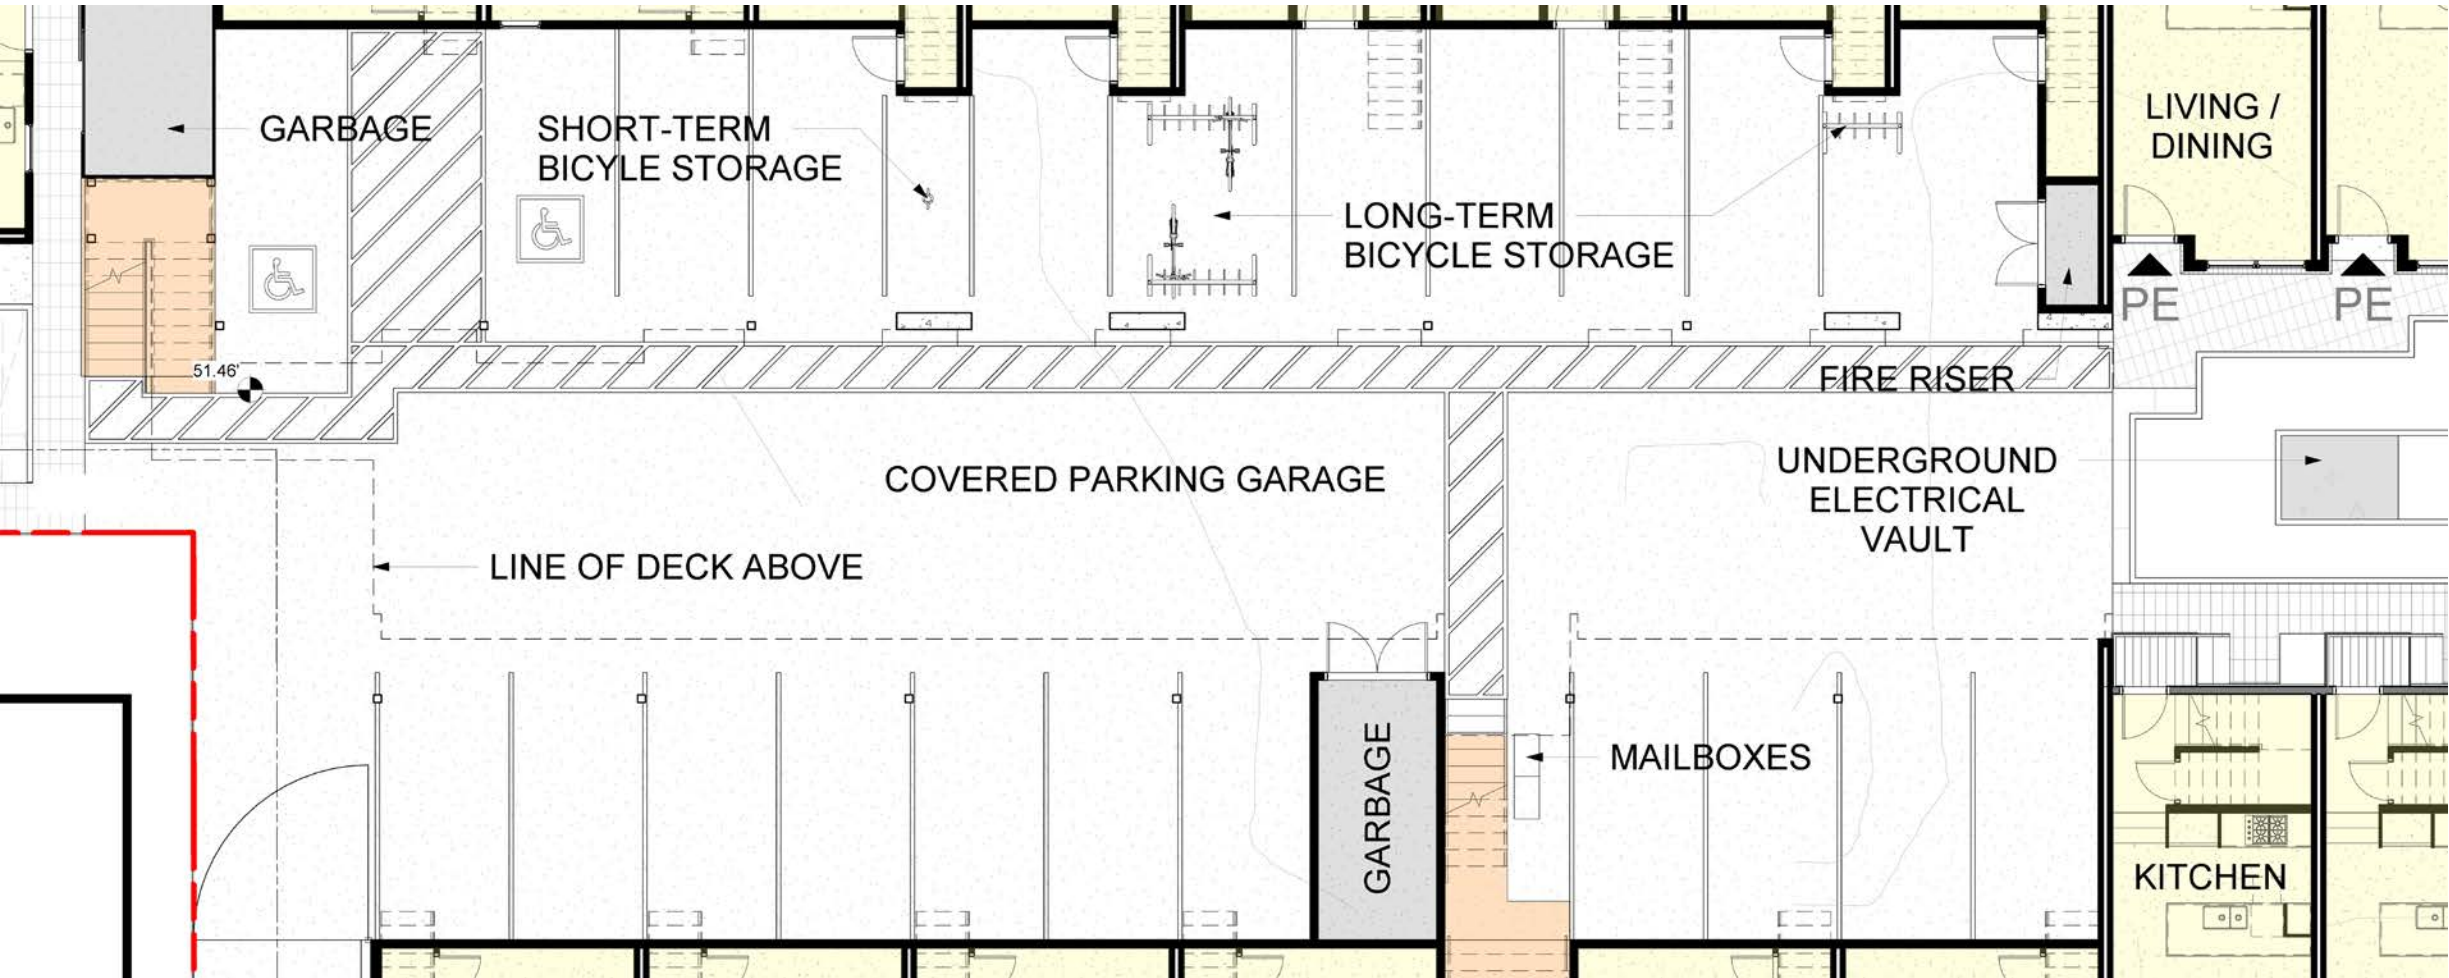 GARBAGE
SHORT-TERM
BICYLE STORAGE
LONG-TERM
BICYCLE STORAGE
LIVING /
DINING
PE
PE
51.46'
FIRE RISER
COVERED PARKING GARAGE
UNDERGROUND
ELECTRICAL
VAULT
LINE OF DECK ABOVE
GARBAGE
MAILBOXES
KITCHEN